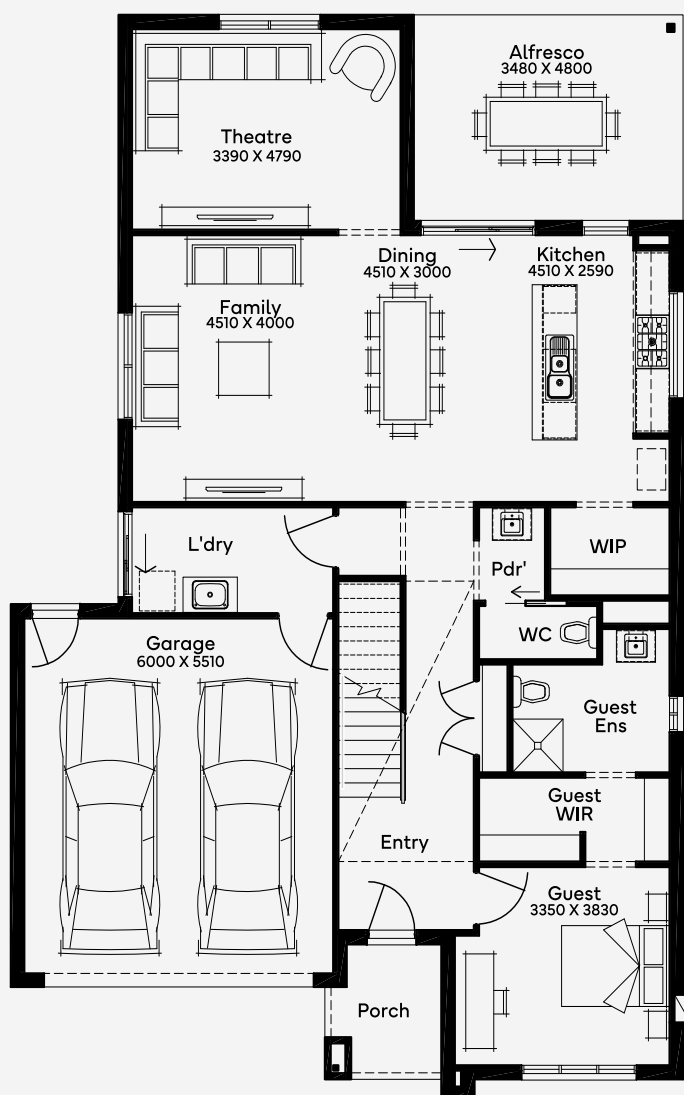 Alfresco
3480 X 4800
Theatre
3390 X 4790
Dining
4510 X 3000
Kitchen
4510 X 2590
Family
4510 X 4000
L'dry
WIP
Pdr'
WC
Garage
6000 X 5510
Guest
Ens
Guest
WIR
Entry
Guest
3350 X 3830
Porch